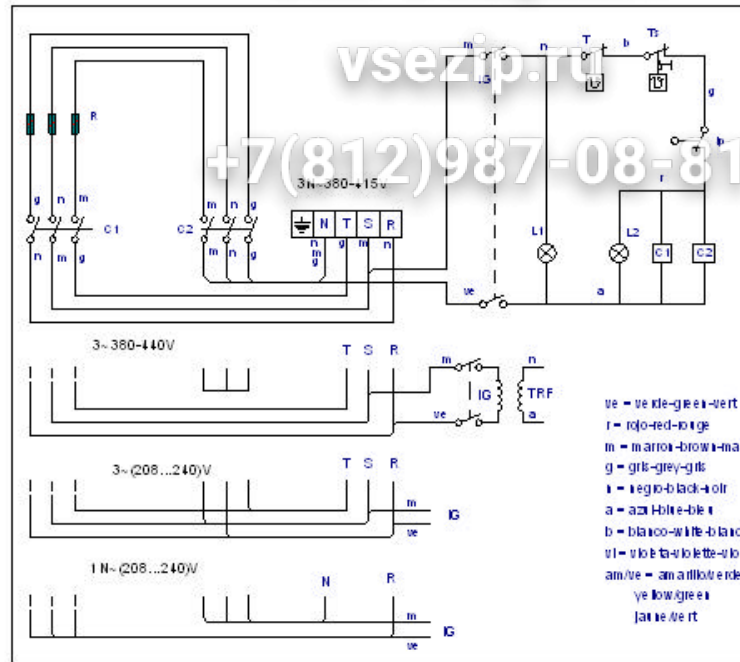 vsezip.ru
+7(812)987-08-81
R
g n m
C1
n m g
C2
m n g
g m n
3N~380-415V
N T S R
n m g
g m n
m
IG
n
T
b
Ts
g
Ip
r
L1
L2
C1
C2
ve
a
3~380-440V
T S R
m
IG
n
TRF
ve
a
3~(208...240)V
T S R
m
IG
ve
1 N~(208...240)V
N
R
m
IG
ve
ve = verde-green-vert
r = rojo-red-rouge
m = marron-brown-ma
g = gris-grey-gris
n = negro-black-noir
a = azul-blue-bleu
b = blanco-white-blanc
vi = violeta-violette-vio
am/ve = amarillo/verde
yellow/green
jaune/vert